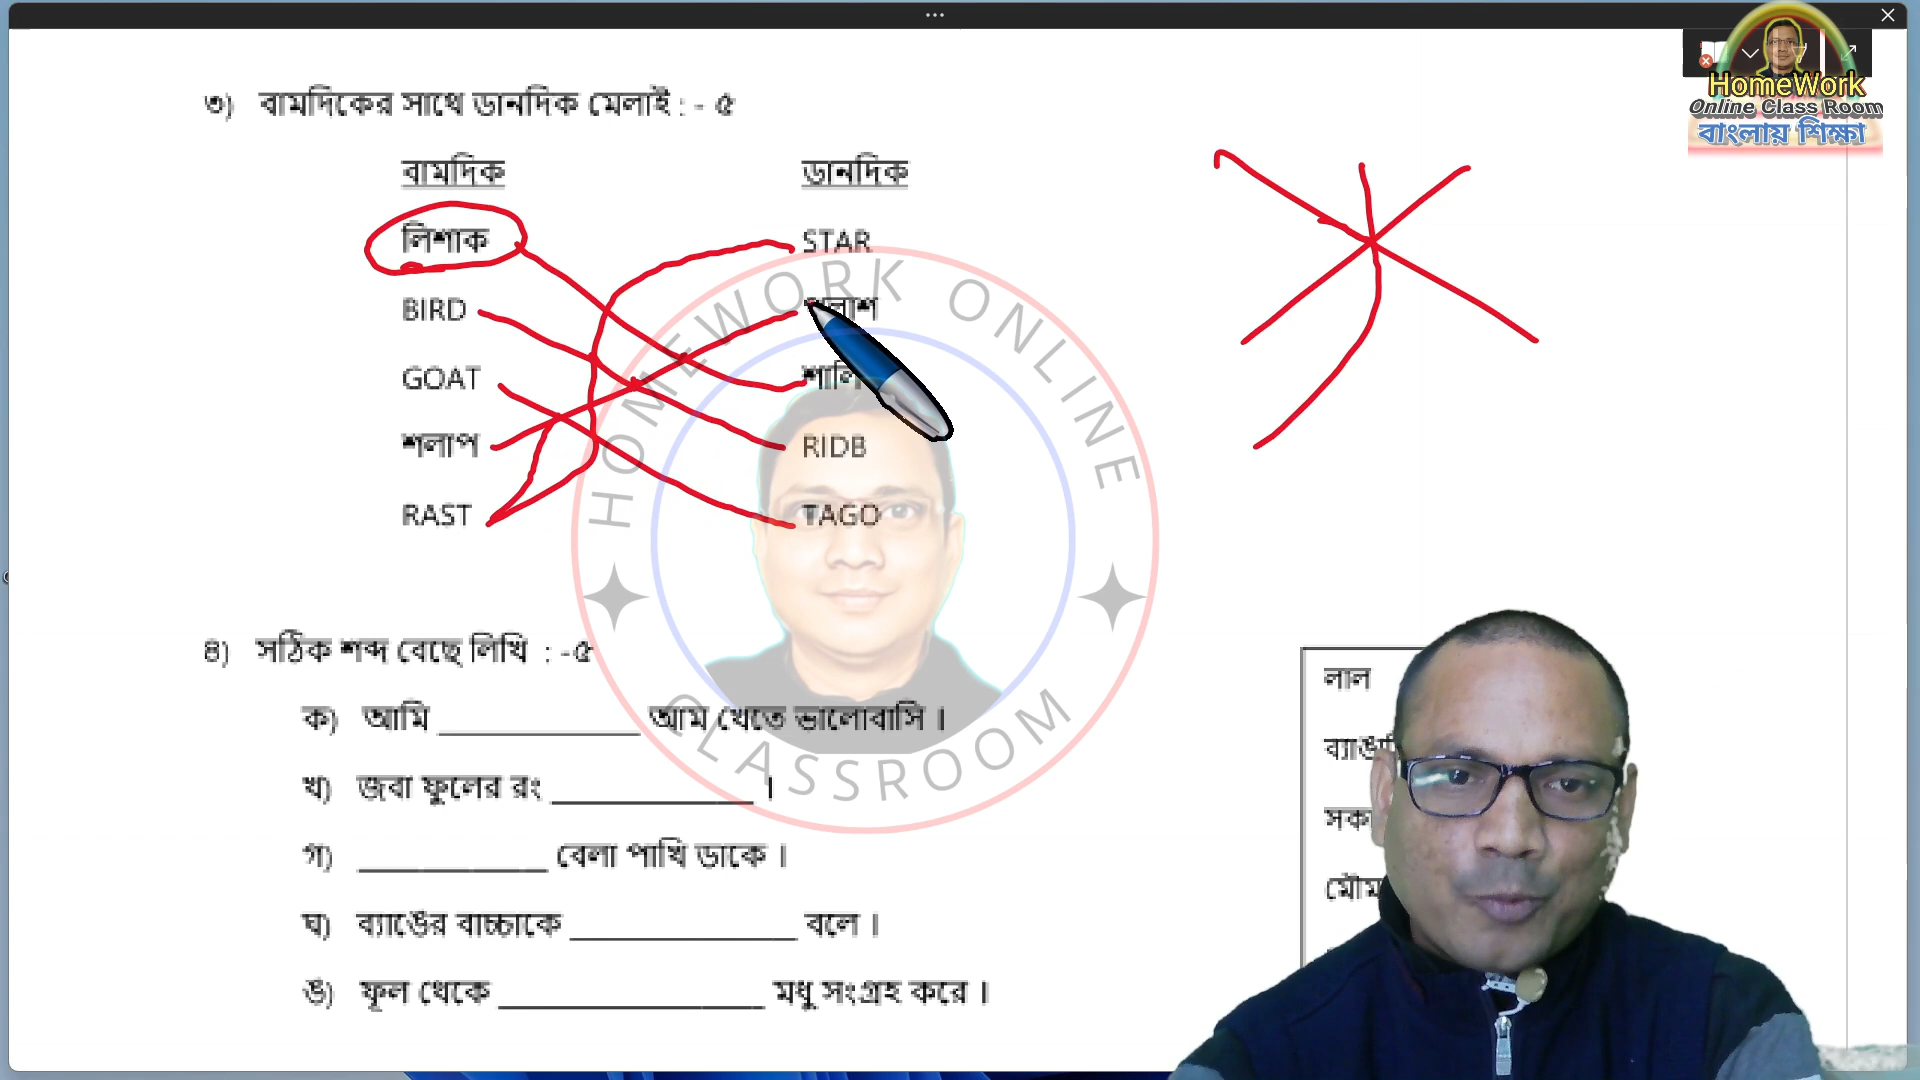 HomeWork
Online Class Room
বাংলায় শিক্ষা
৩) বামদিকের সাথে ডানদিক মেলাই : - ৫
বামদিক ডানদিক
লিশাক STAR
BIRD পলাশ
GOAT
শলাপ RIDB
RAST TAGO
HOMEWORK ONLINE
CLASSROOM
৪) সঠিক শব্দ বেছে লিখি : -৫
ক) আমি ____________ আম খেতে ভালোবাসি ।
খ) জবা ফুলের রং ____________ ।
গ) ____________ বেলা পাখি ডাকে ।
ঘ) ব্যাঙের বাচ্চাকে ____________ বলে ।
ঙ) ফূল থেকে ____________ মধু সংগ্রহ করে ।
লাল